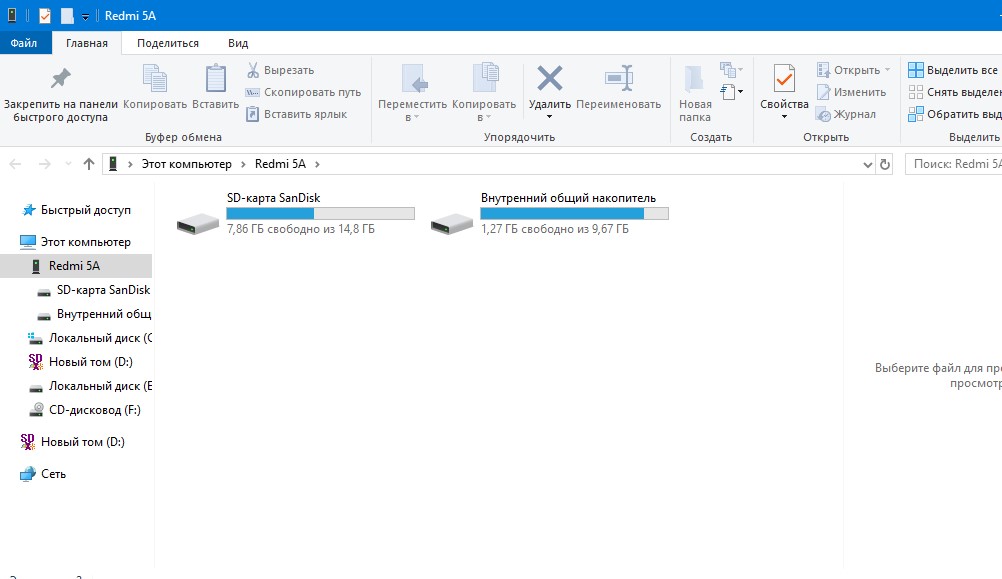 Redmi 5A
Файл Главная Поделиться Вид
Закрепить на панели быстрого доступа
Копировать
Вставить
Вырезать
Скопировать путь
Вставить ярлык
Буфер обмена
Переместить в
Копировать в
Удалить
Переименовать
Упорядочить
Новая папка
Создать
Свойства
Открыть
Изменить
Журнал
Открыть
Выделить все
Снять выделен
Обратить выд
Выделить
Этот компьютер Redmi 5A
Поиск: Redmi 5A
Быстрый доступ
Этот компьютер
Redmi 5A
SD-карта SanDisk
Внутренний общ
Локальный диск (C
Новый том (D:)
Локальный диск (E
CD-дисковод (F:)
Новый том (D:)
Сеть
SD-карта SanDisk
7,86 ГБ свободно из 14,8 ГБ
Внутренний общий накопитель
1,27 ГБ свободно из 9,67 ГБ
Выберите файл для пре
просмотр